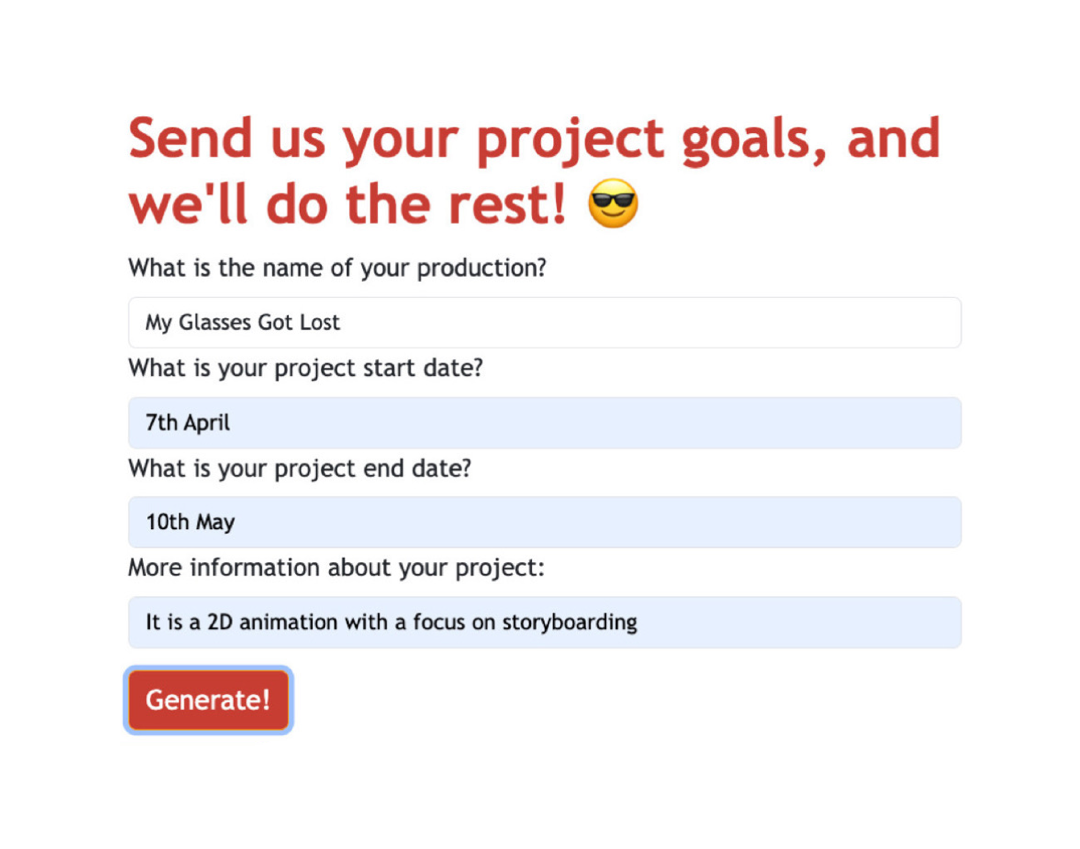 Send us your project goals, and
we'll do the rest! 😎
What is the name of your production?
My Glasses Got Lost
What is your project start date?
7th April
What is your project end date?
10th May
More information about your project:
It is a 2D animation with a focus on storyboarding
Generate!